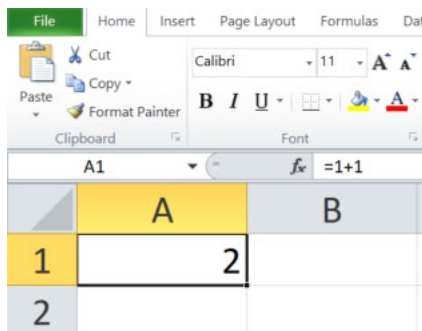 File Home Insert Page Layout Formulas Da
Cut
Calibri 11 A A
Copy
Paste
Format Painter
B I U A
Clipboard Font
A1 fx =1+1
A B
1 2
2